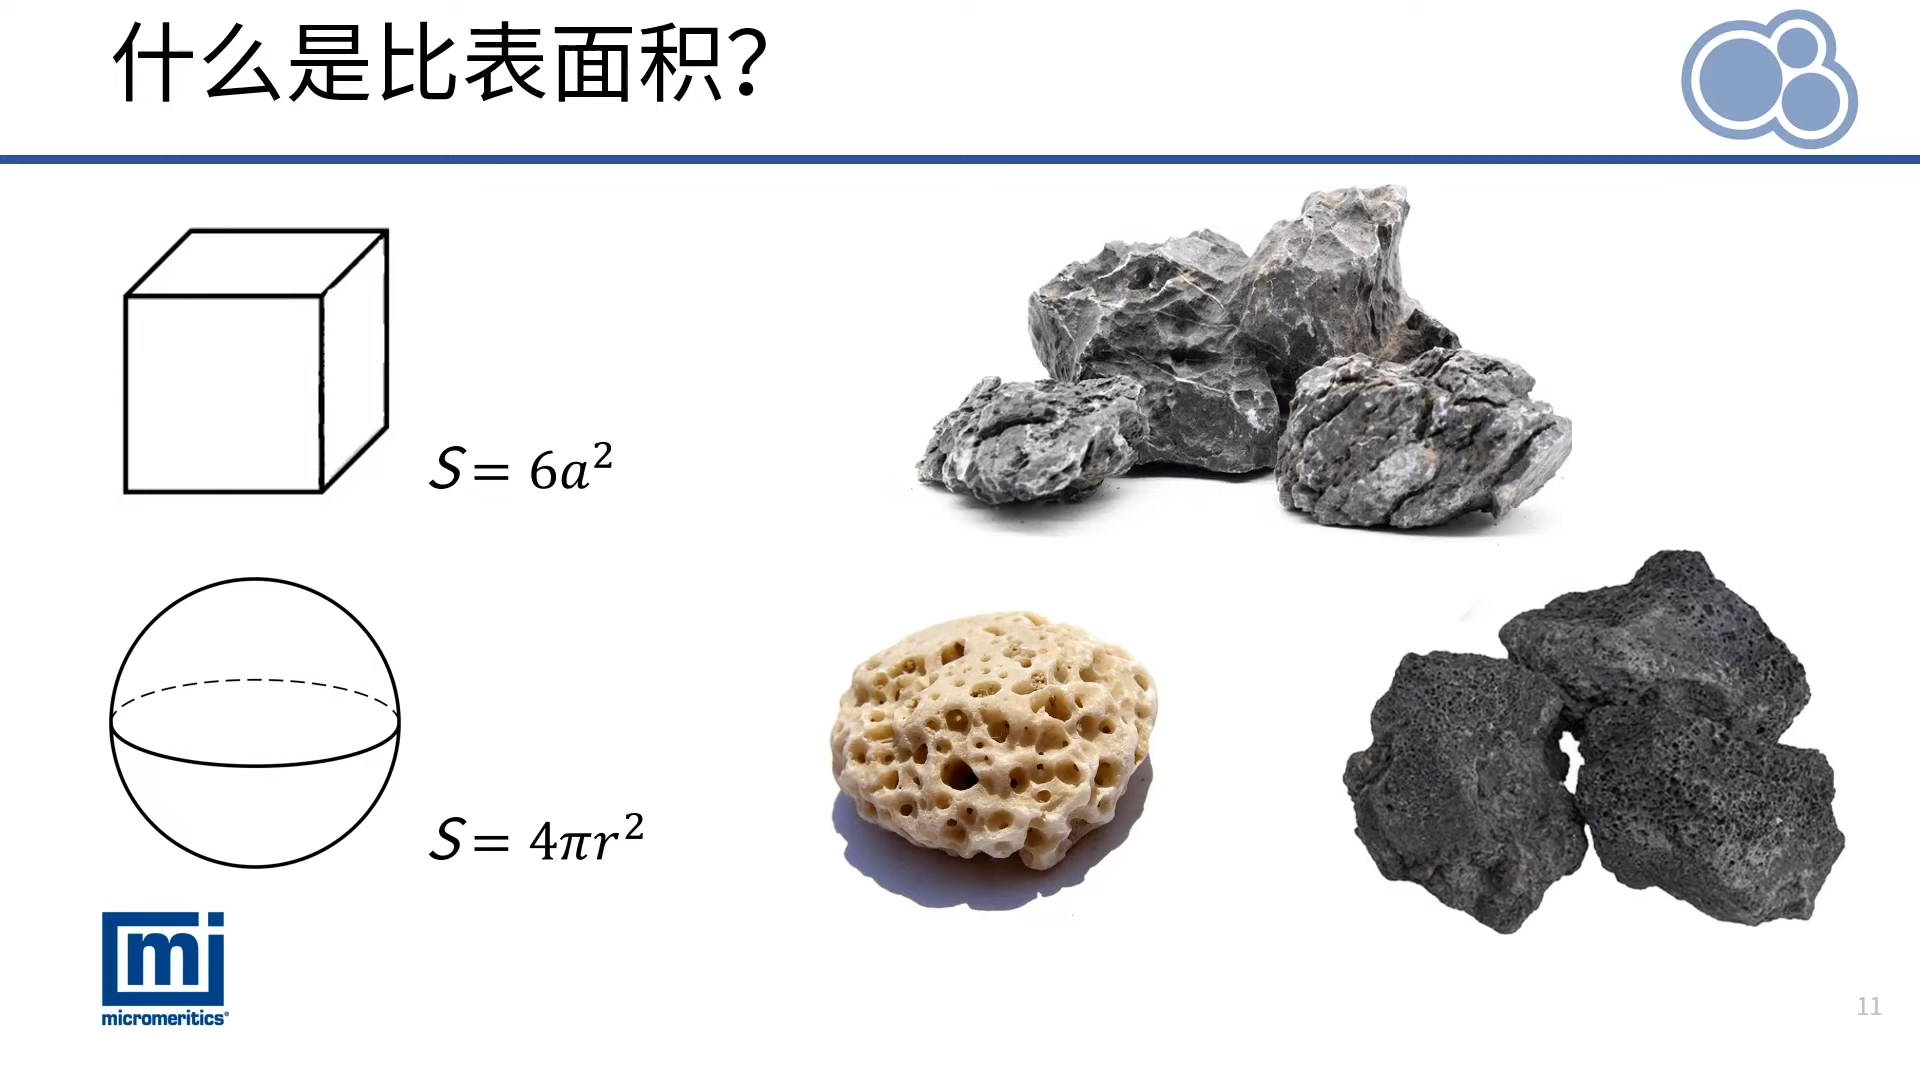 什么是比表面积？
S = 6a²
S = 4πr²
mi
micromeritics®
11